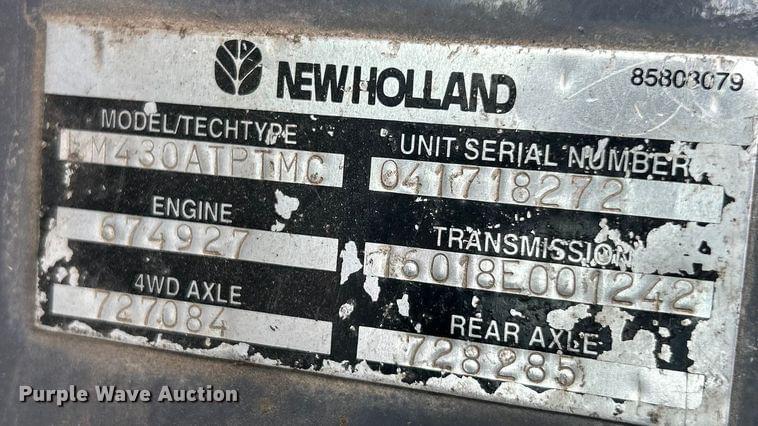 NEW HOLLAND 85803079
MODEL/TECHTYPE
LM430ATPTMC
UNIT SERIAL NUMBER
041718272
ENGINE
674927
TRANSMISSION
16018E001242
4WD AXLE
727084
REAR AXLE
728285
Purple Wave Auction